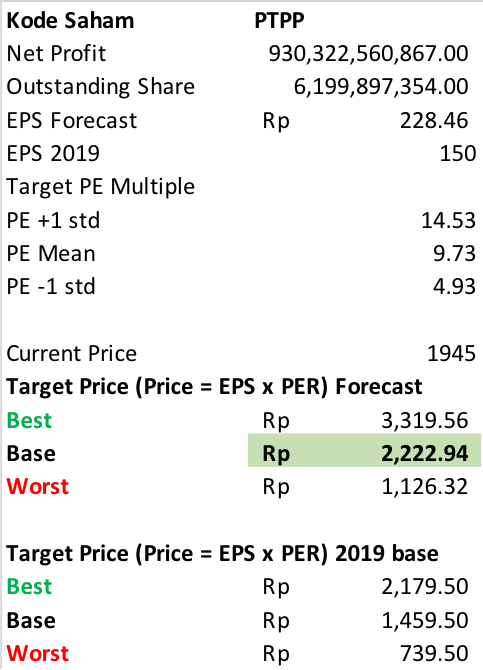 Kode Saham PTPP
Net Profit 930,322,560,867.00
Outstanding Share 6,199,897,354.00
EPS Forecast Rp 228.46
EPS 2019 150
Target PE Multiple
PE +1 std 14.53
PE Mean 9.73
PE -1 std 4.93
Current Price 1945
Target Price (Price = EPS x PER) Forecast
Best Rp 3,319.56
Base Rp 2,222.94
Worst Rp 1,126.32
Target Price (Price = EPS x PER) 2019 base
Best Rp 2,179.50
Base Rp 1,459.50
Worst Rp 739.50